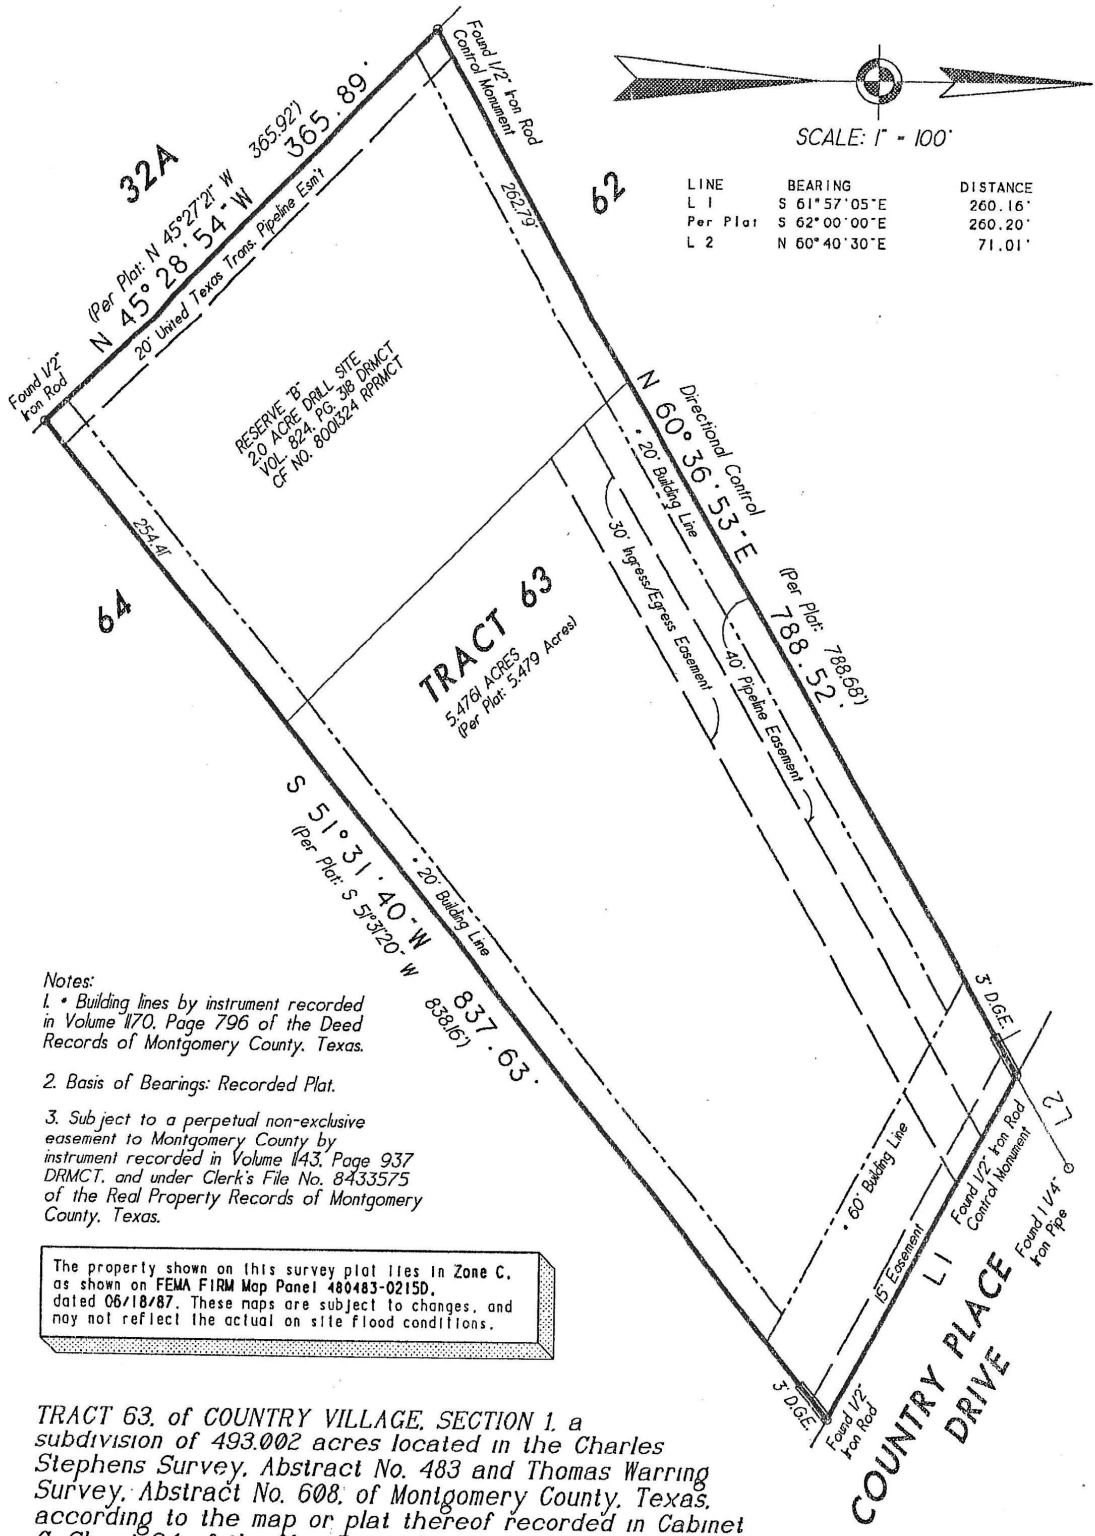 SCALE: 1" = 100'
LINE BEARING DISTANCE
L 1 S 61°57'05"E 260.16'
Per Plat S 62°00'00"E 260.20'
L 2 N 60°40'30"E 71.01'
Found 1/2" Iron Rod
Control Monument
32A
(Per Plat: N 45°27'21" W 365.92')
N 45°28'54" W 365.89'
20' United Texas Trans. Pipeline Esm't
Found 1/2"
Iron Rod
262.79'
62
RESERVE "B"
2.0 ACRE DRILL SITE
VOL. 824, PG. 318 DRMCT
CF NO. 8001324 RPRMCT
Directional Control
N 60°36'53"E 788.52'
(Per Plat: 788.68')
• 20' Building Line
30' Ingress/Egress Easement
40' Pipeline Easement
254.41'
64
TRACT 63
5.4761 ACRES
(Per Plat: 5.479 Acres)
S 51°31'40" W 837.63'
(Per Plat: S 51°31'20" W 838.16')
• 20' Building Line
3' D.G.E.
L2
• 60' Building Line
15' Easement
Found 1/2" Iron Rod
Control Monument
Found 1 1/4"
Iron Pipe
L1
COUNTRY PLACE
DRIVE
3' D.G.E.
Found 1/2"
Iron Rod
Notes:
1. • Building lines by instrument recorded
in Volume 1170, Page 796 of the Deed
Records of Montgomery County, Texas.
2. Basis of Bearings: Recorded Plat.
3. Subject to a perpetual non-exclusive
easement to Montgomery County by
instrument recorded in Volume 1143, Page 937
DRMCT, and under Clerk's File No. 8433575
of the Real Property Records of Montgomery
County, Texas.
The property shown on this survey plat lies in Zone C,
as shown on FEMA FIRM Map Panel 480483-0215D,
dated 06/18/87. These maps are subject to changes, and
may not reflect the actual on site flood conditions.
TRACT 63, of COUNTRY VILLAGE, SECTION 1, a
subdivision of 493.002 acres located in the Charles
Stephens Survey, Abstract No. 483 and Thomas Warring
Survey, Abstract No. 608, of Montgomery County, Texas,
according to the map or plat thereof recorded in Cabinet